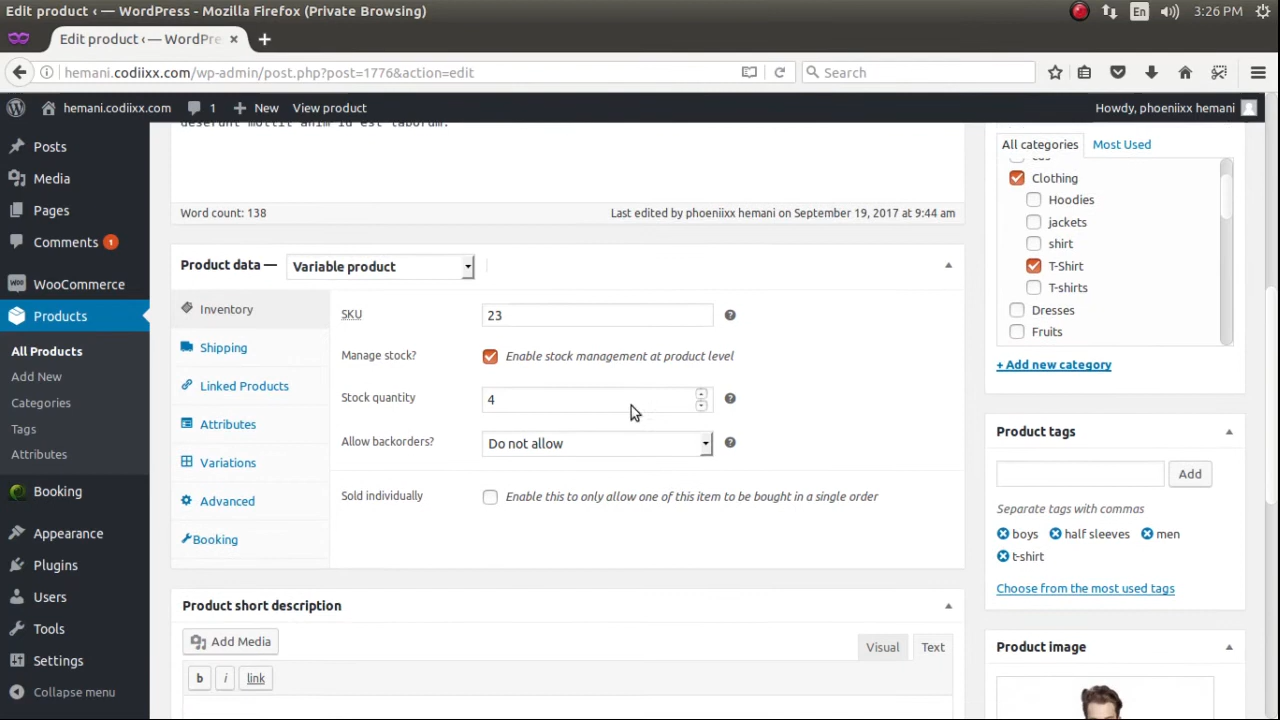 Edit product ‹ — WordPress - Mozilla Firefox (Private Browsing)
En
3:26 PM
Edit product ‹ — WordPre
hemani.codiixx.com/wp-admin/post.php?post=1776&action=edit
Search
hemani.codiixx.com
1
New
View product
Howdy, phoeniixx hemani
Posts
Media
Pages
Comments 1
WooCommerce
Products
All Products
Add New
Categories
Tags
Attributes
Booking
Appearance
Plugins
Users
Tools
Settings
Collapse menu
deserunt mollit anim id est laborum.
Word count: 138
Last edited by phoeniixx hemani on September 19, 2017 at 9:44 am
Product data —
Variable product
Inventory
Shipping
Linked Products
Attributes
Variations
Advanced
Booking
SKU
23
Manage stock?
Enable stock management at product level
Stock quantity
4
Allow backorders?
Do not allow
Sold individually
Enable this to only allow one of this item to be bought in a single order
Product short description
Add Media
Visual
Text
b
i
link
All categories
Most Used
Clothing
Hoodies
jackets
shirt
T-Shirt
T-shirts
Dresses
Fruits
+ Add new category
Product tags
Add
Separate tags with commas
boys
half sleeves
men
t-shirt
Choose from the most used tags
Product image